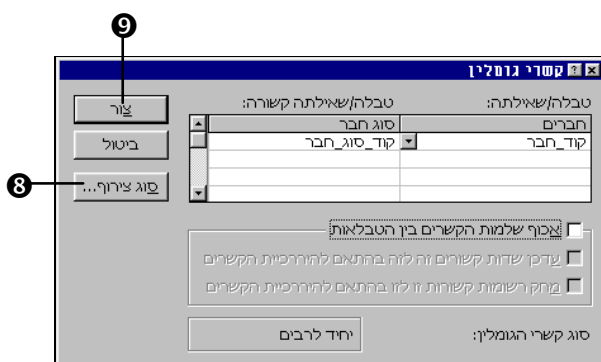 ❾
קשרי גומלין
טבלה/שאילתה:
טבלה/שאילתה קשורה:
צור
חברים
סוג חבר
קוד_חבר
קוד_סוג_חבר
ביטול
❽
סוג צירוף...
אכוף שלמות הקשרים בין הטבלאות
עדכן שדות קשורים זה לזה בהתאם להיררכיית הקשרים
מחק רשומות קשורות זו לזו בהתאם להיררכיית הקשרים
סוג קשרי הגומלין:
יחיד לרבים